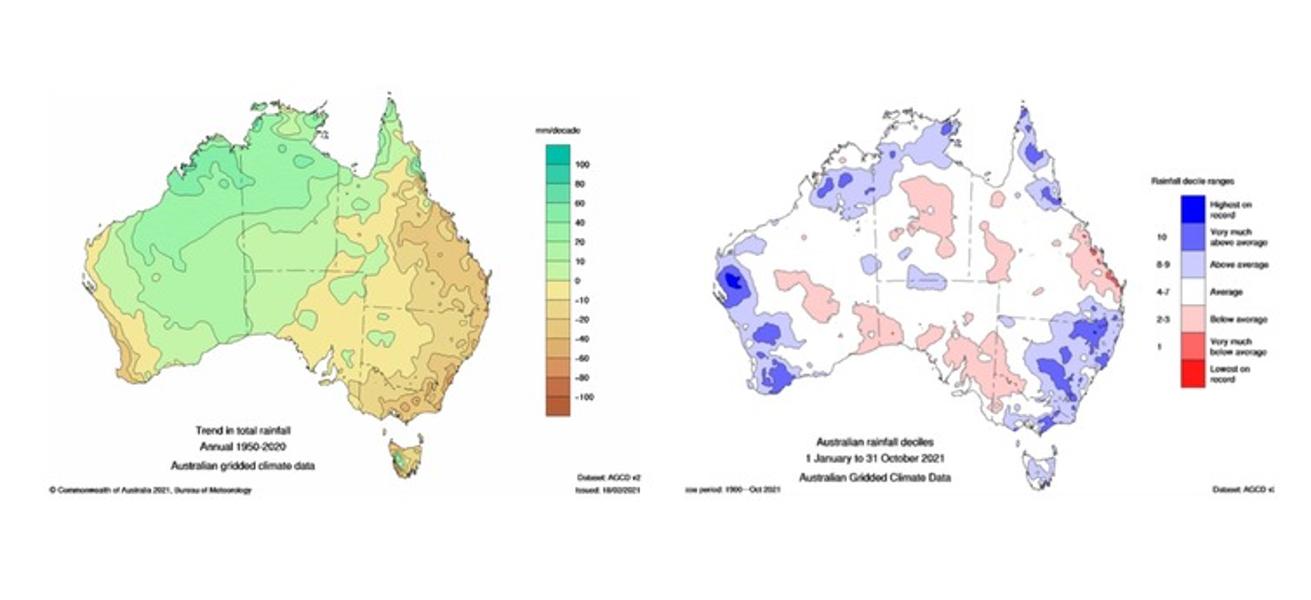 mm/decade
100
80
60
40
20
10
0
-10
-20
-40
-60
-80
-100
Trend in total rainfall
Annual 1950-2020
Australian gridded climate data
© Commonwealth of Australia 2021, Bureau of Meteorology
Dataset: AGCD v2
Issued: 18/02/2021
Rainfall decile ranges
Highest on
record
10
Very much
above average
8-9
Above average
4-7
Average
2-3
Below average
1
Very much
below average
Lowest on
record
Australian rainfall deciles
1 January to 31 October 2021
Australian Gridded Climate Data
period: 1900—Oct 2021
Dataset: AGCD